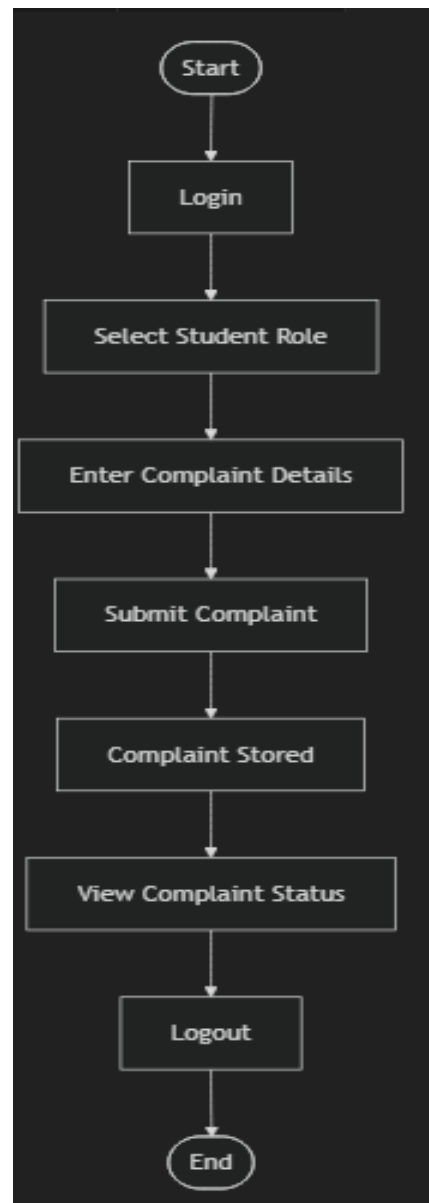 Start
Login
Select Student Role
Enter Complaint Details
Submit Complaint
Complaint Stored
View Complaint Status
Logout
End